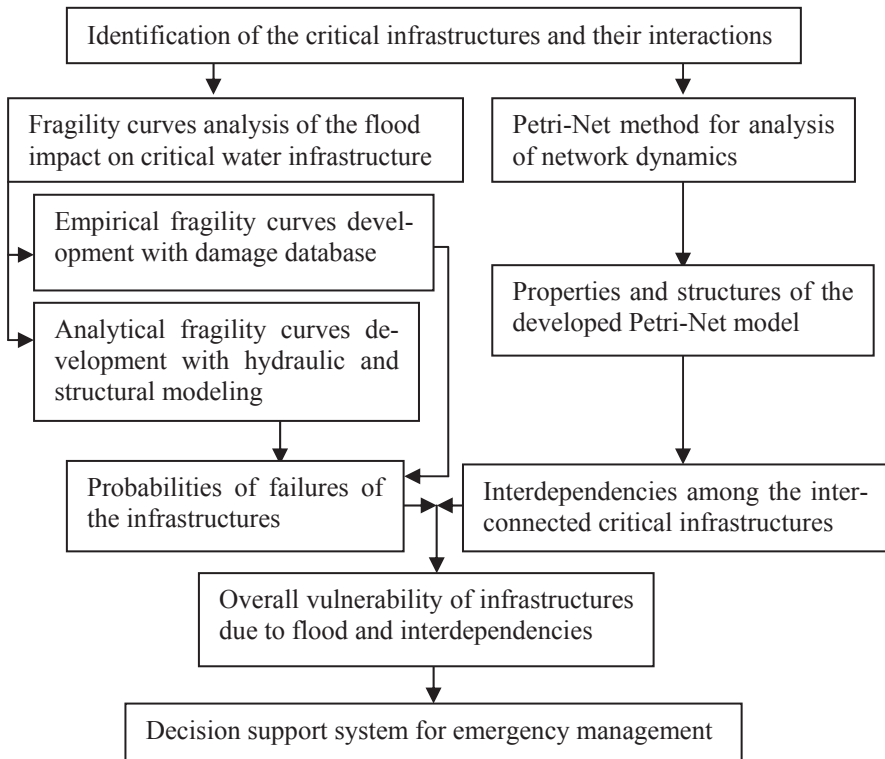 Identification of the critical infrastructures and their interactions
Fragility curves analysis of the flood
impact on critical water infrastructure
Petri-Net method for analysis
of network dynamics
Empirical fragility curves devel-
opment with damage database
Properties and structures of the
developed Petri-Net model
Analytical fragility curves de-
velopment with hydraulic and
structural modeling
Probabilities of failures of
the infrastructures
Interdependencies among the inter-
connected critical infrastructures
Overall vulnerability of infrastructures
due to flood and interdependencies
Decision support system for emergency management